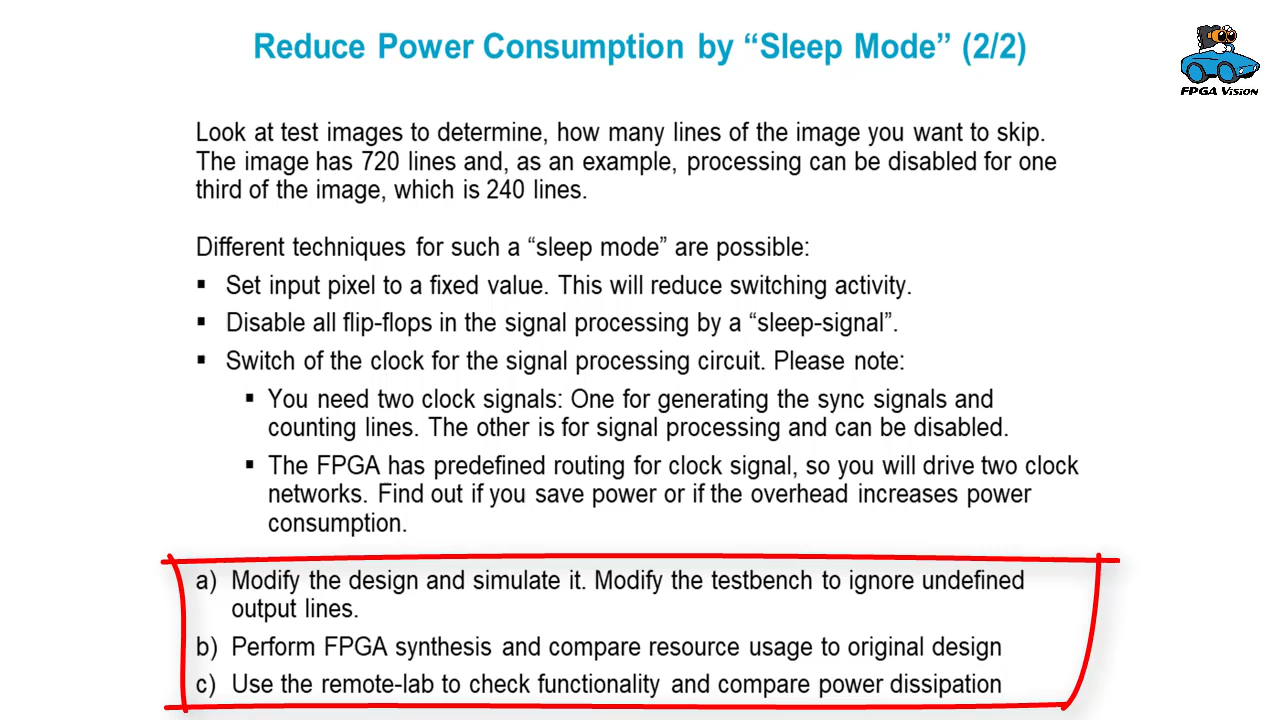 Reduce Power Consumption by “Sleep Mode” (2/2)
FPGA Vision
Look at test images to determine, how many lines of the image you want to skip.
The image has 720 lines and, as an example, processing can be disabled for one
third of the image, which is 240 lines.
Different techniques for such a “sleep mode” are possible:
▪ Set input pixel to a fixed value. This will reduce switching activity.
▪ Disable all flip-flops in the signal processing by a “sleep-signal”.
▪ Switch of the clock for the signal processing circuit. Please note:
▪ You need two clock signals: One for generating the sync signals and
counting lines. The other is for signal processing and can be disabled.
▪ The FPGA has predefined routing for clock signal, so you will drive two clock
networks. Find out if you save power or if the overhead increases power
consumption.
a) Modify the design and simulate it. Modify the testbench to ignore undefined
output lines.
b) Perform FPGA synthesis and compare resource usage to original design
c) Use the remote-lab to check functionality and compare power dissipation